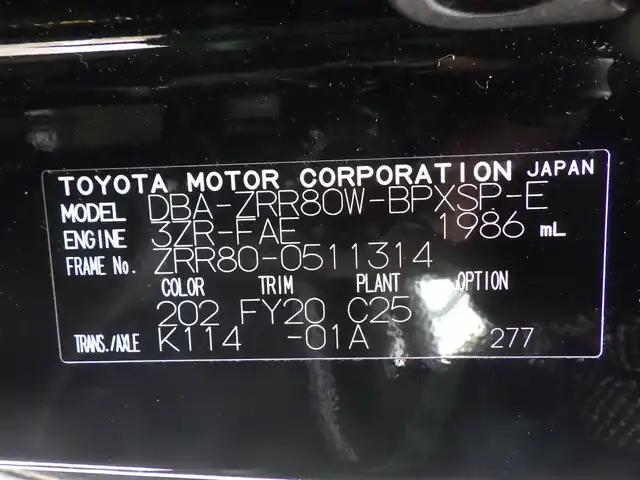 TOYOTA MOTOR CORPORATION JAPAN
MODEL DBA-ZRR80W-BPXSP-E
ENGINE 3ZR-FAE 1986 mL
FRAME No. ZRR80-0511314
COLOR TRIM PLANT OPTION
202 FY20 C25
TRANS./AXLE K114 -01A 277